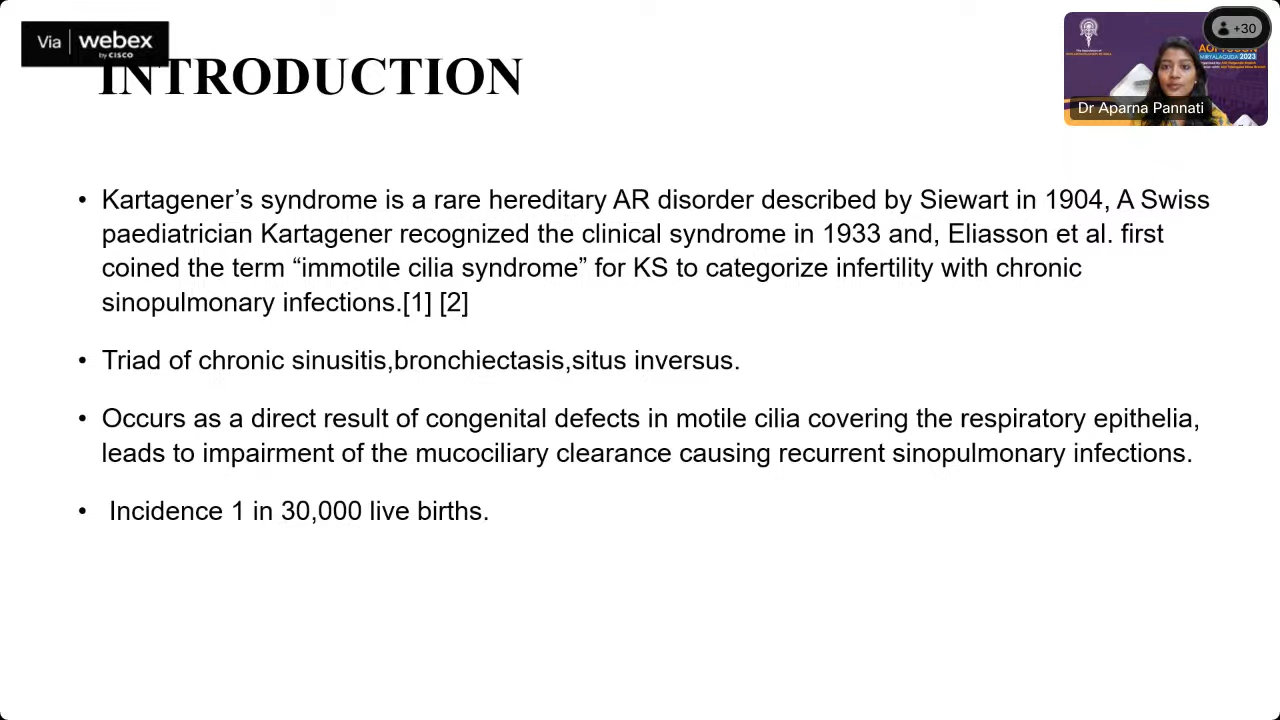 Via webex
by CISCO
INTRODUCTION
+30
2023
Dr Aparna Pannati
• Kartagener’s syndrome is a rare hereditary AR disorder described by Siewart in 1904, A Swiss
paediatrician Kartagener recognized the clinical syndrome in 1933 and, Eliasson et al. first
coined the term “immotile cilia syndrome” for KS to categorize infertility with chronic
sinopulmonary infections.[1] [2]
• Triad of chronic sinusitis,bronchiectasis,situs inversus.
• Occurs as a direct result of congenital defects in motile cilia covering the respiratory epithelia,
leads to impairment of the mucociliary clearance causing recurrent sinopulmonary infections.
• Incidence 1 in 30,000 live births.